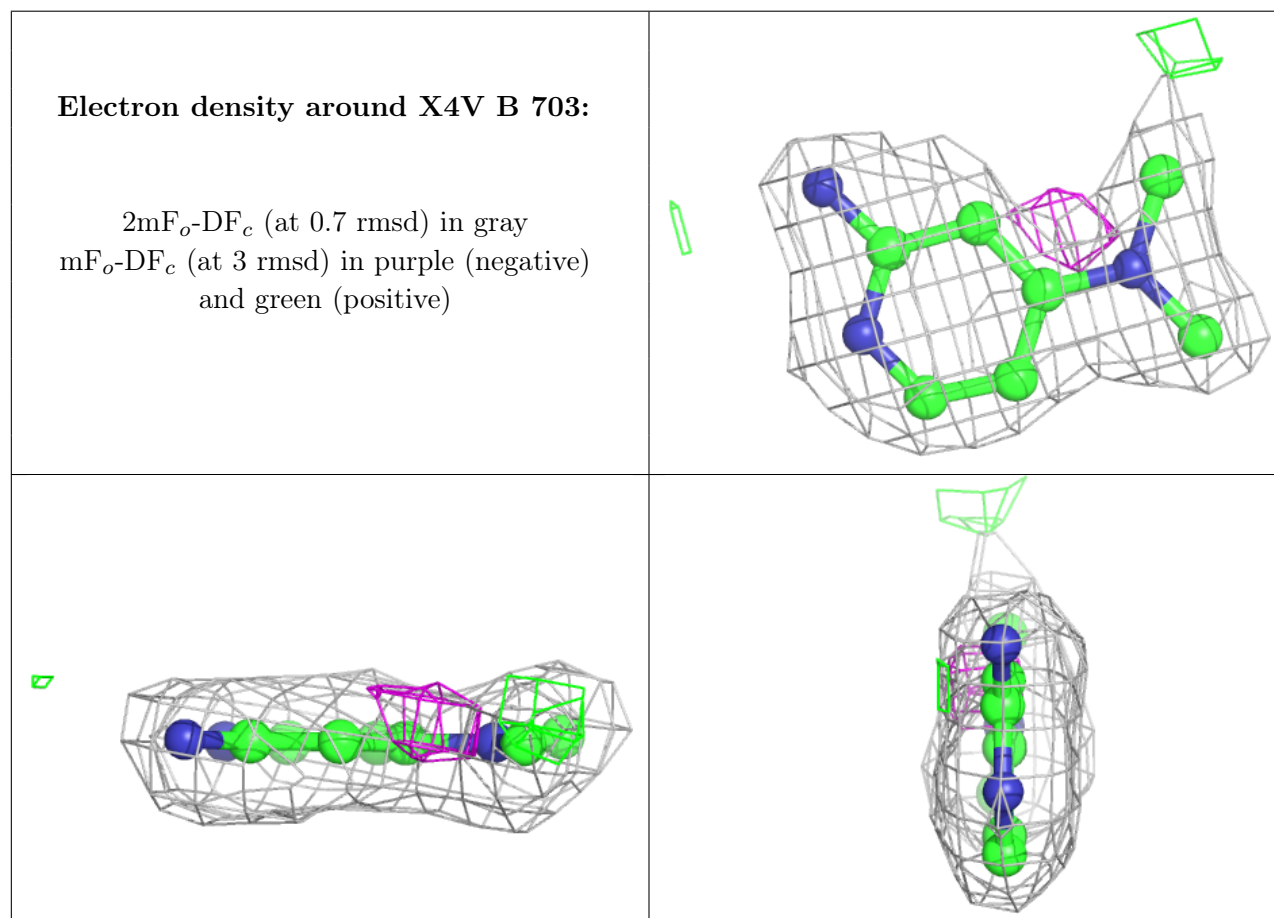 Electron density around X4V B 703:
2mFo-DFc (at 0.7 rmsd) in gray
mFo-DFc (at 3 rmsd) in purple (negative)
and green (positive)